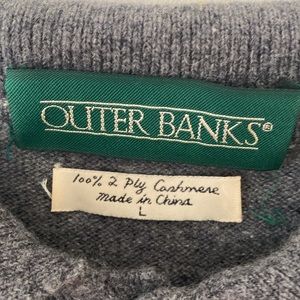 OUTER BANKS®
100% 2 Ply Cashmere
made in China
L